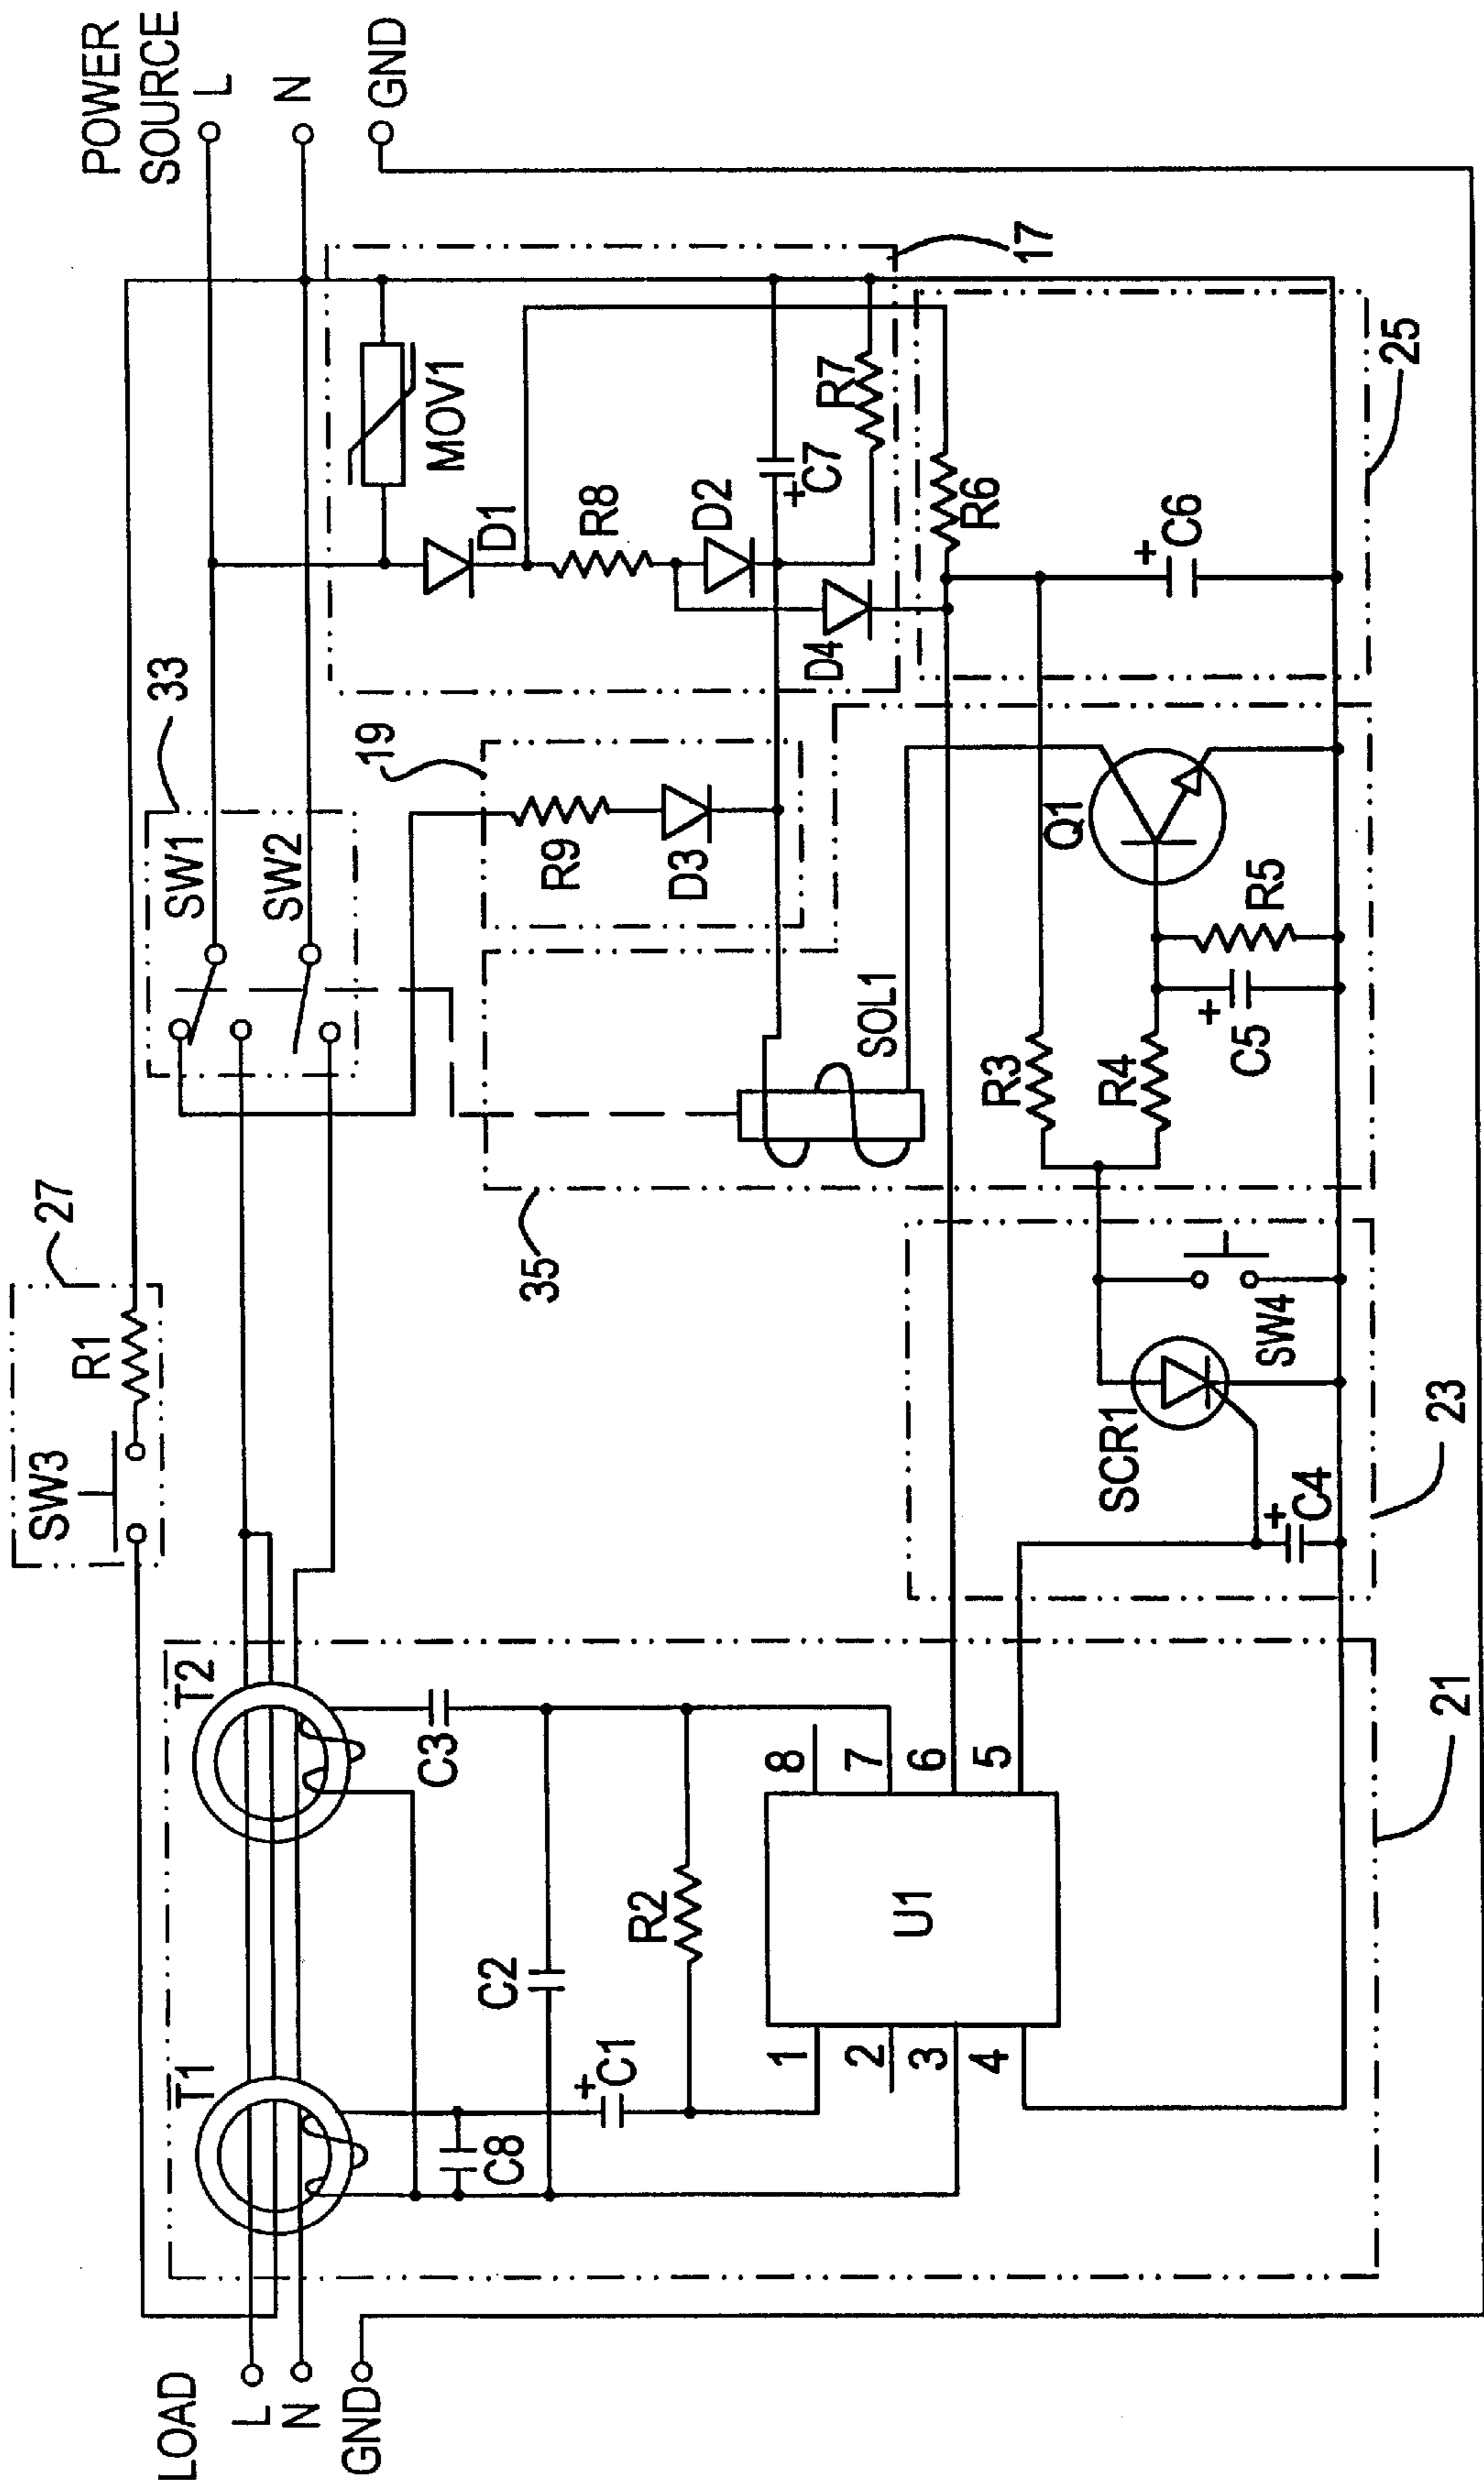 POWER
SOURCE
L
N
GND
33
SW1
SW2
27
SW3
R1
MOV1
D1
R8
D2
+
C7
R7
D4
17
19
R9
D3
R6
+
C6
25
35
SOL1
Q1
R3
R4
+
C5
R5
SW4
SCR1
+
C4
23
T2
C3
T1
C8
C2
+
C1
R2
U1
1
2
3
4
5
6
7
8
21
LOAD
L
N
GND